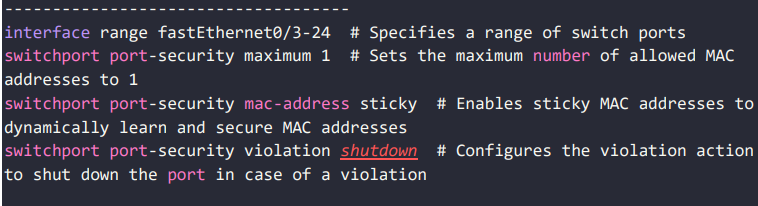 ------------------------------------
interface range fastEthernet0/3-24  # Specifies a range of switch ports
switchport port-security maximum 1  # Sets the maximum number of allowed MAC
addresses to 1
switchport port-security mac-address sticky  # Enables sticky MAC addresses to
dynamically learn and secure MAC addresses
switchport port-security violation shutdown  # Configures the violation action
to shut down the port in case of a violation